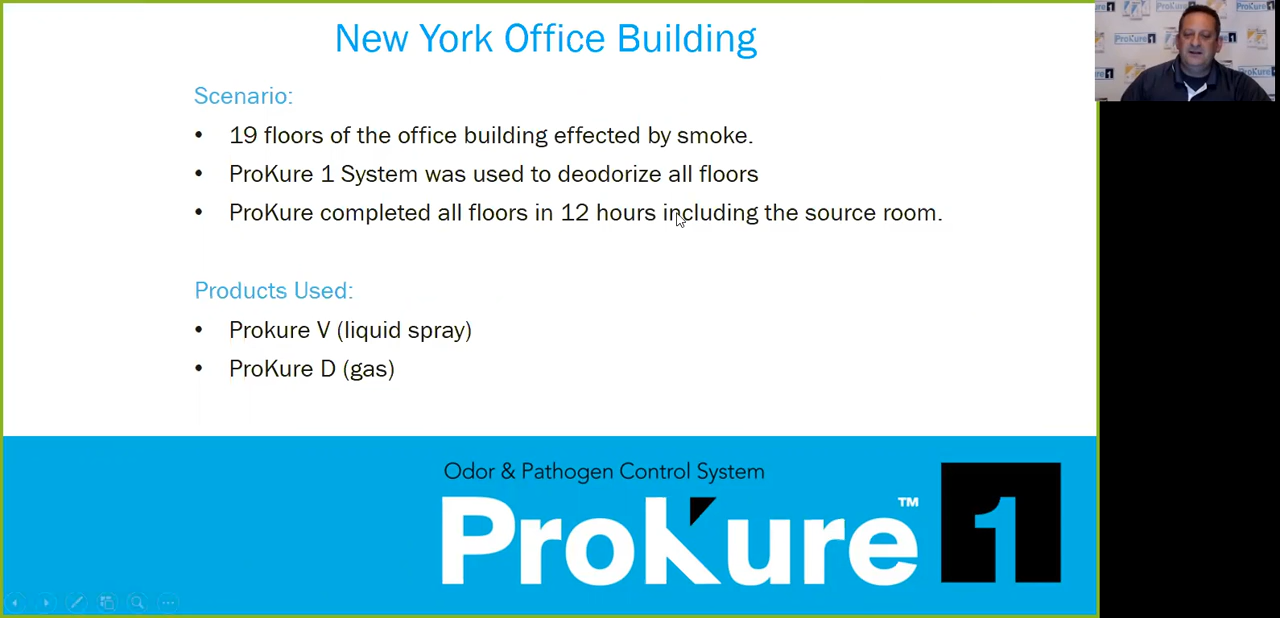 New York Office Building
Scenario:
• 19 floors of the office building effected by smoke.
• ProKure 1 System was used to deodorize all floors
• ProKure completed all floors in 12 hours including the source room.
Products Used:
• Prokure V (liquid spray)
• ProKure D (gas)
Odor & Pathogen Control System
ProKure™ 1
ProKure1